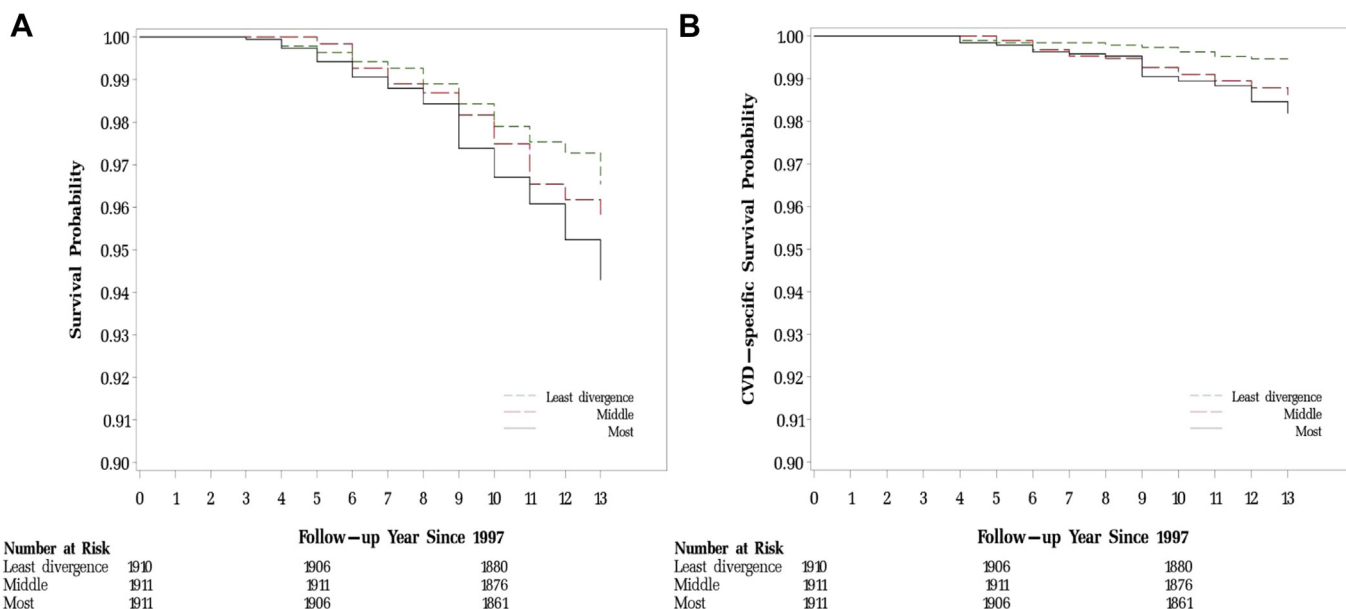 A
1.00
0.99
0.98
0.97
0.96
0.95
0.94
0.93
0.92
0.91
0.90
Survival Probability
Least divergence
Middle
Most
0 1 2 3 4 5 6 7 8 9 10 11 12 13
Follow−up Year Since 1997
Number at Risk
Least divergence 1910 1906 1880
Middle 1911 1911 1876
Most 1911 1906 1861
B
1.00
0.99
0.98
0.97
0.96
0.95
0.94
0.93
0.92
0.91
0.90
CVD−specific Survival Probability
Least divergence
Middle
Most
0 1 2 3 4 5 6 7 8 9 10 11 12 13
Follow−up Year Since 1997
Number at Risk
Least divergence 1910 1906 1880
Middle 1911 1911 1876
Most 1911 1906 1861